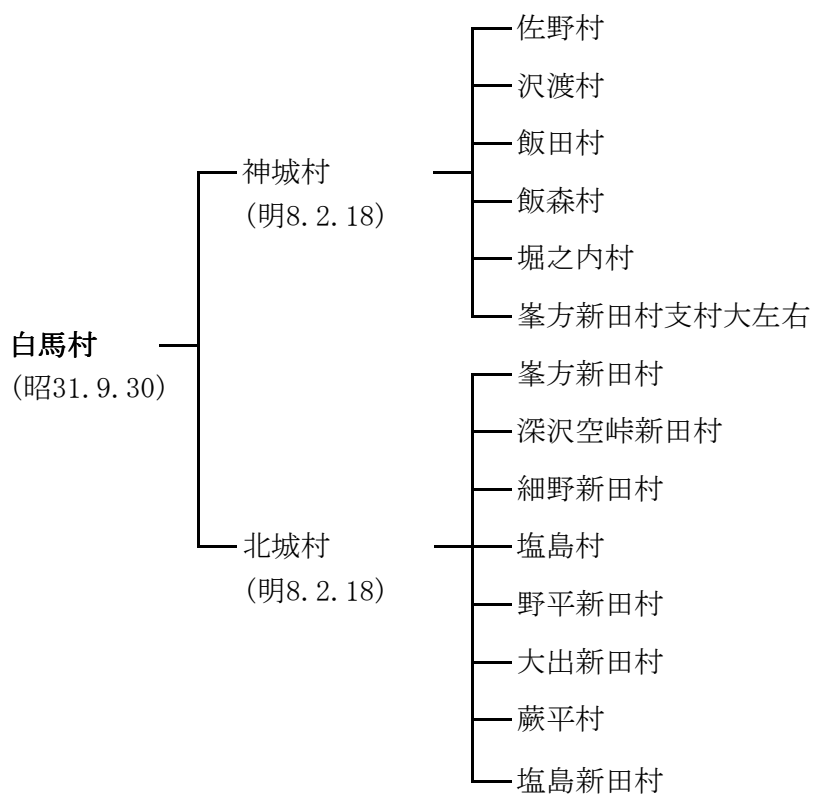 白馬村
(昭31.9.30)
神城村
(明8.2.18)
佐野村
沢渡村
飯田村
飯森村
堀之内村
峯方新田村支村大左右
北城村
(明8.2.18)
峯方新田村
深沢空峠新田村
細野新田村
塩島村
野平新田村
大出新田村
蕨平村
塩島新田村